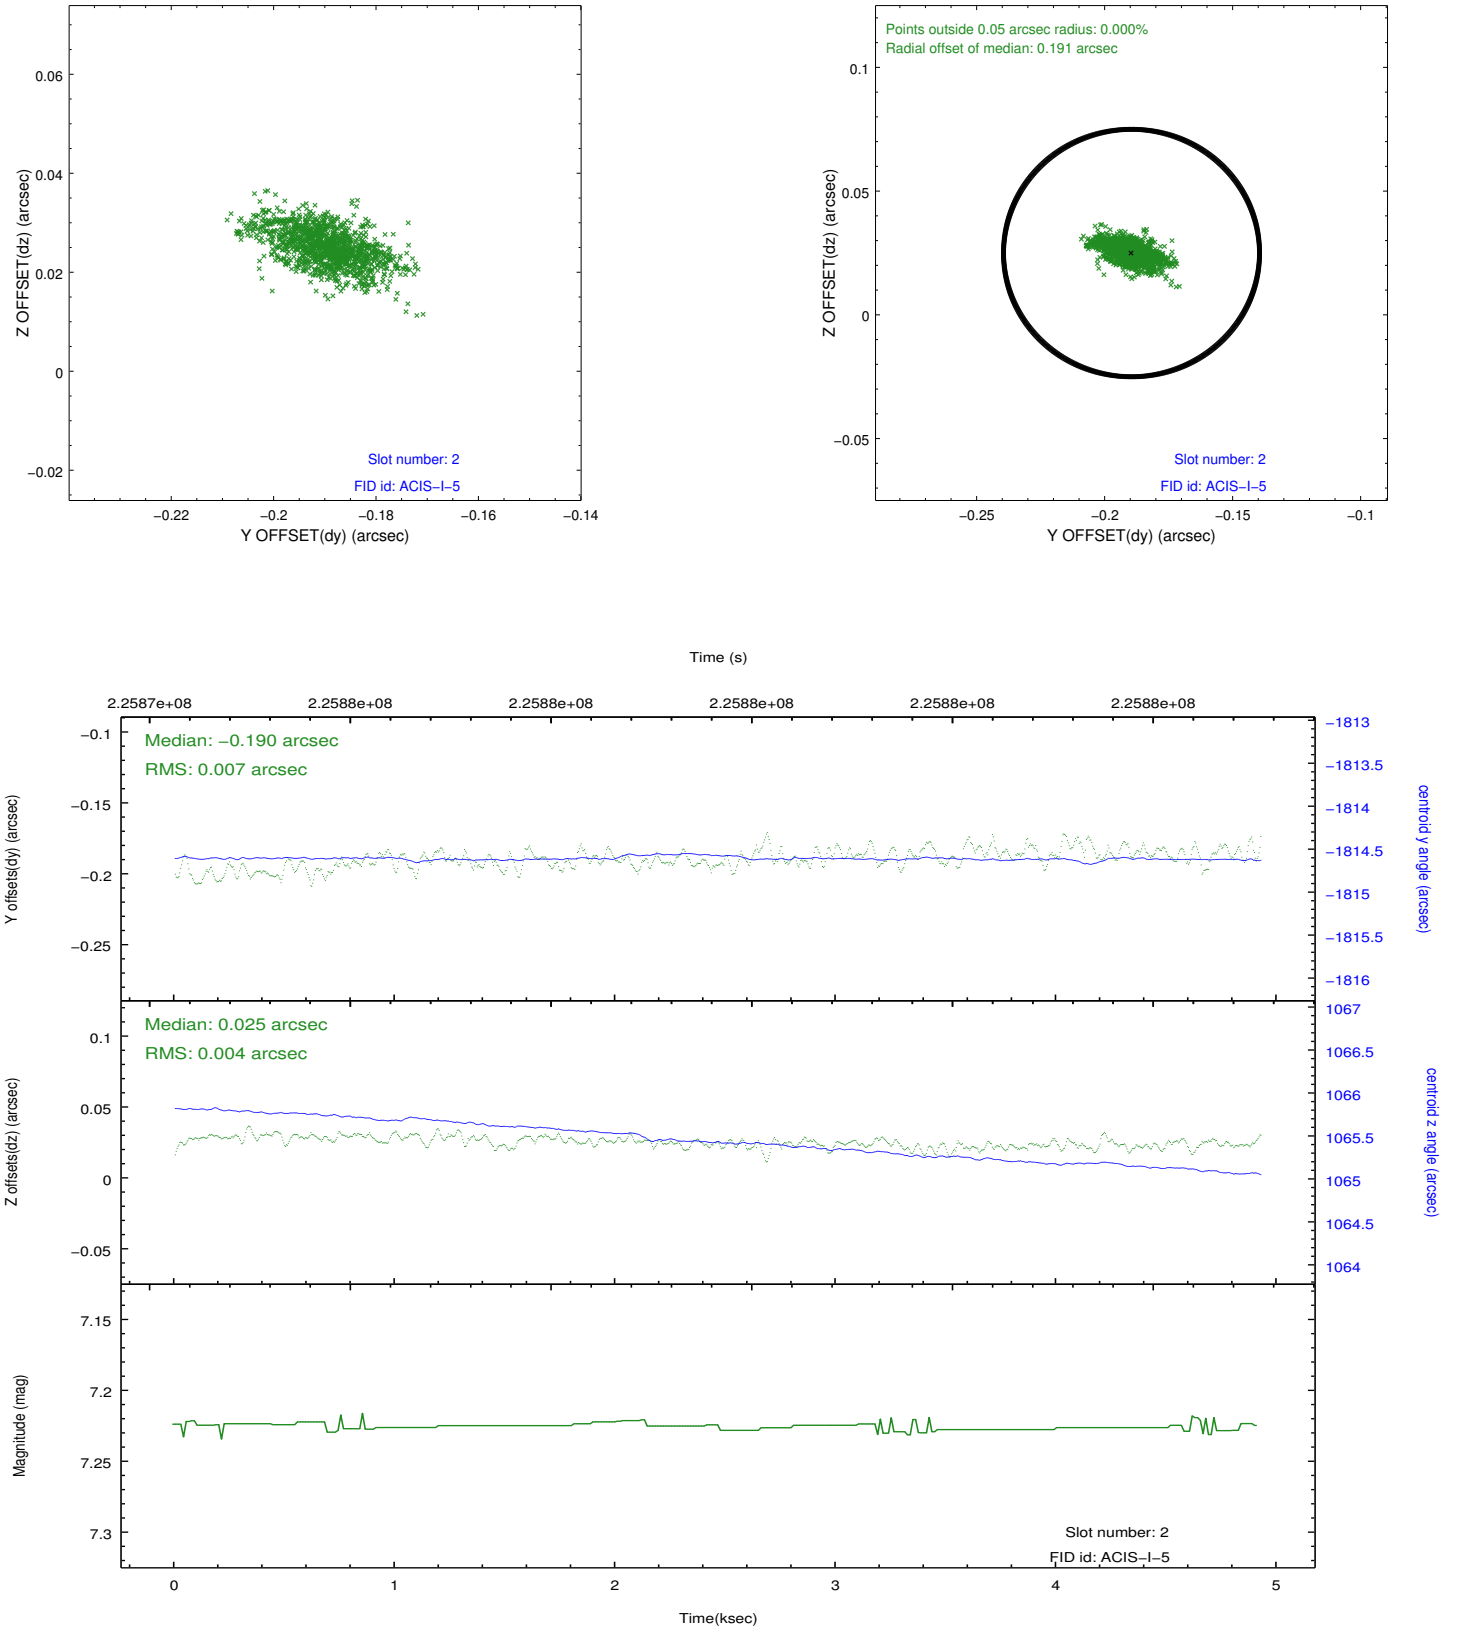 0.06
0.04
0.02
0
−0.02
Z OFFSET(dz) (arcsec)
Slot number: 2
FID id: ACIS−I−5
−0.22 −0.2 −0.18 −0.16 −0.14
Y OFFSET(dy) (arcsec)
Points outside 0.05 arcsec radius: 0.000%
Radial offset of median: 0.191 arcsec
0.1
0.05
0
−0.05
Z OFFSET(dz) (arcsec)
Slot number: 2
FID id: ACIS−I−5
−0.25 −0.2 −0.15 −0.1
Y OFFSET(dy) (arcsec)
Time (s)
2.2587e+08 2.2588e+08 2.2588e+08 2.2588e+08 2.2588e+08 2.2588e+08
Median: −0.190 arcsec
RMS: 0.007 arcsec
−0.1
−0.15
−0.2
−0.25
Y offsets(dy) (arcsec)
−1813
−1813.5
−1814
−1814.5
−1815
−1815.5
−1816
centroid y angle (arcsec)
Median: 0.025 arcsec
RMS: 0.004 arcsec
0.1
0.05
0
−0.05
Z offsets(dz) (arcsec)
1067
1066.5
1066
1065.5
1065
1064.5
1064
centroid z angle (arcsec)
7.15
7.2
7.25
7.3
Magnitude (mag)
Slot number: 2
FID id: ACIS−I−5
0 1 2 3 4 5
Time(ksec)